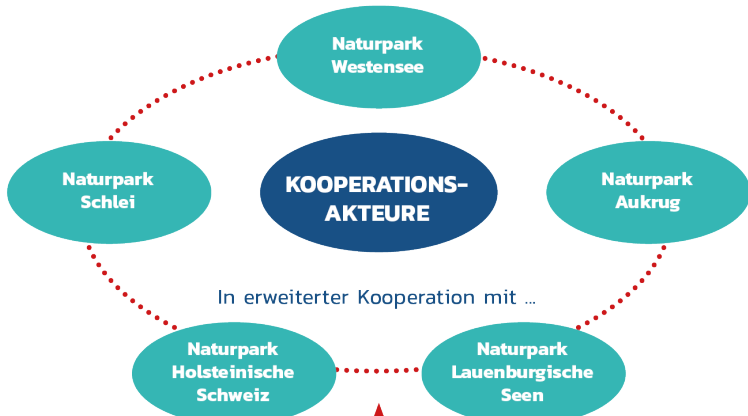 Naturpark
Westensee
Naturpark
Schlei
KOOPERATIONS-
AKTEURE
Naturpark
Aukrug
In erweiterter Kooperation mit ...
Naturpark
Holsteinische
Schweiz
Naturpark
Lauenburgische
Seen